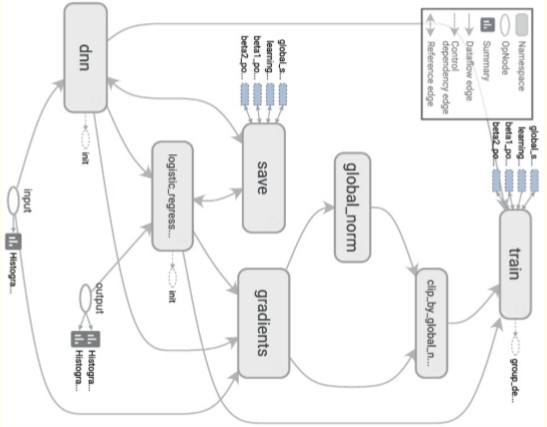 Namespace
OpNode
Summary
Dataflow edge
Control
dependency edge
Reference edge
global_s...
learning...
beta1_po...
beta2_po...
train
group_de...
clip_by_global_n...
global_norm
global_s...
learning...
beta1_po...
beta2_po...
save
gradients
logistic_regress...
init
output
Histogra...
Histogra...
dnn
init
input
Histogra...